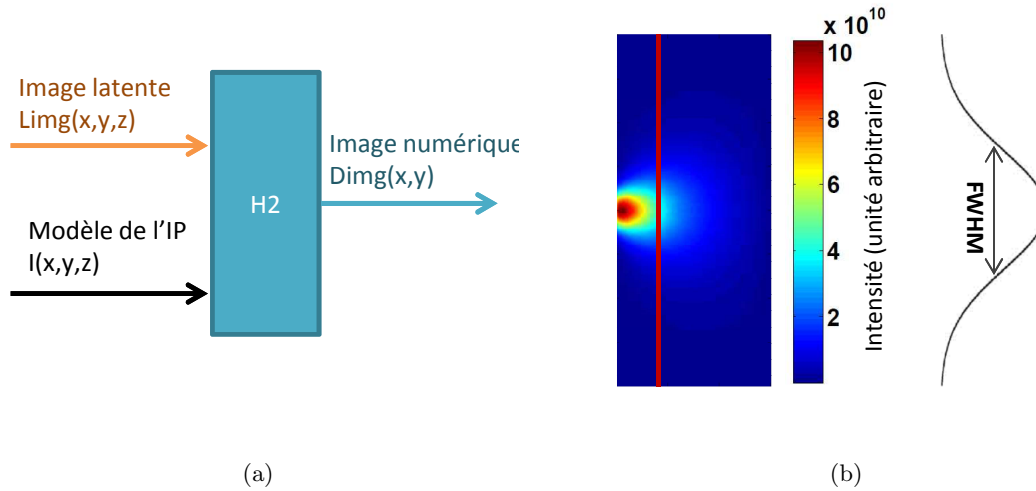 Image latente
Limg(x,y,z)
Image numérique
Dimg(x,y)
H2
Modèle de l'IP
I(x,y,z)
x 10^10
10
8
6
4
2
Intensité (unité arbitraire)
FWHM
(a)
(b)